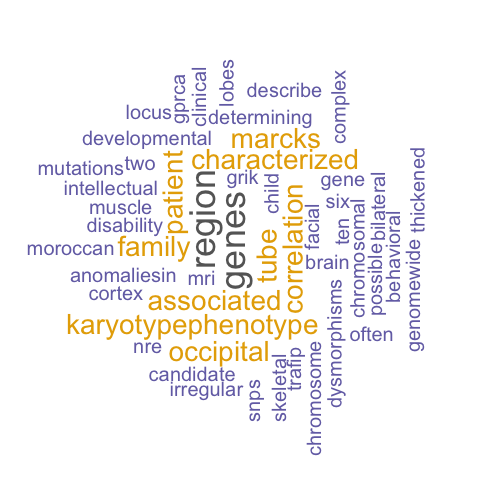 gprca
clinical
lobes
describe
complex
locus
determining
developmental
marcks
mutations
two
patient
characterized
intellectual
grik
gene
muscle
region
genes
child
correlation
six
bilateral
thickened
disability
facial
ten
chromosomal
moroccan
family
tube
brain
possible
behavioral
genomewide
anomaliesin
mri
cortex
associated
karyotypephenotype
dysmorphisms
often
nre
occipital
candidate
irregular
snps
skeletal
trafip
chromosome